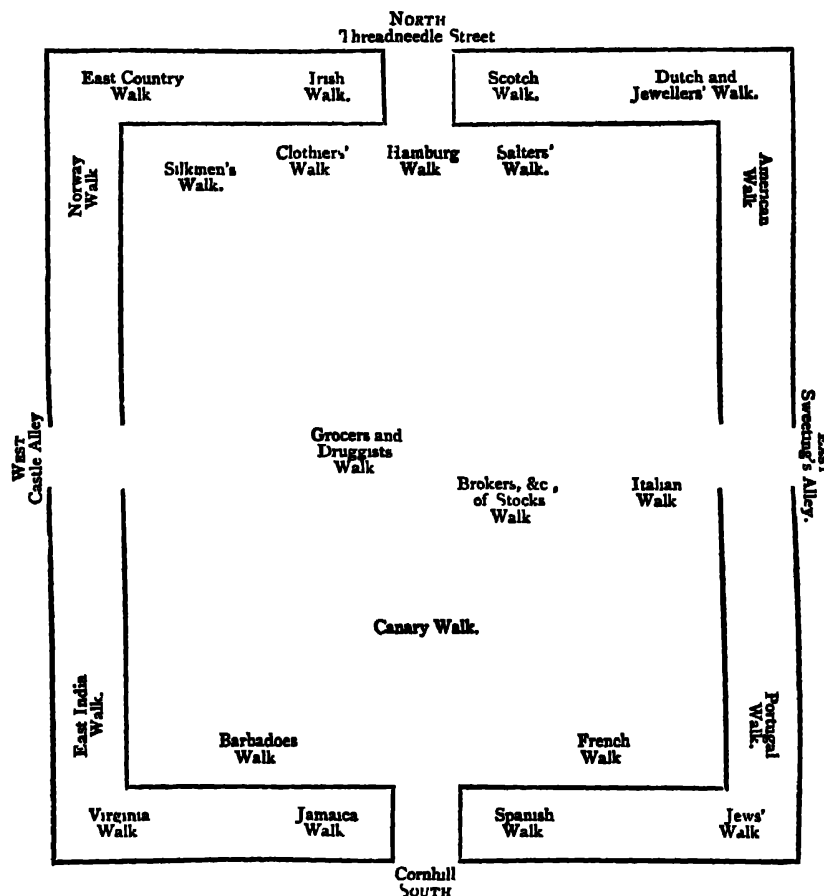 NORTH
Threadneedle Street
East Country
Walk
Irish
Walk.
Scotch
Walk.
Dutch and
Jewellers' Walk.
Norway
Walk
Silkmen's
Walk.
Clothiers'
Walk
Hamburg
Walk
Salters'
Walk.
American
Walk
WEST
Castle Alley
Grocers and
Druggists
Walk
Brokers, &c ,
of Stocks
Walk
Italian
Walk
EAST
Sweeting's Alley.
Canary Walk.
East India
Walk.
Barbadoes
Walk
French
Walk
Portugal
Walk.
Virginia
Walk
Jamaica
Walk
Spanish
Walk
Jews'
Walk
Cornhill
SOUTH